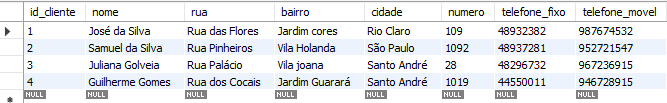 id_cliente nome rua bairro cidade numero telefone_fixo telefone_movel
1 José da Silva Rua das Flores Jardim cores Rio Claro 109 48932382 987674532
2 Samuel da Silva Rua Pinheiros Vila Holanda São Paulo 1092 48937281 952721547
3 Juliana Golveia Rua Palácio Vila joana Santo André 28 48296732 967236915
4 Guilherme Gomes Rua dos Cocais Jardim Guarará Santo André 1019 44550011 946728915
NULL NULL NULL NULL NULL NULL NULL NULL